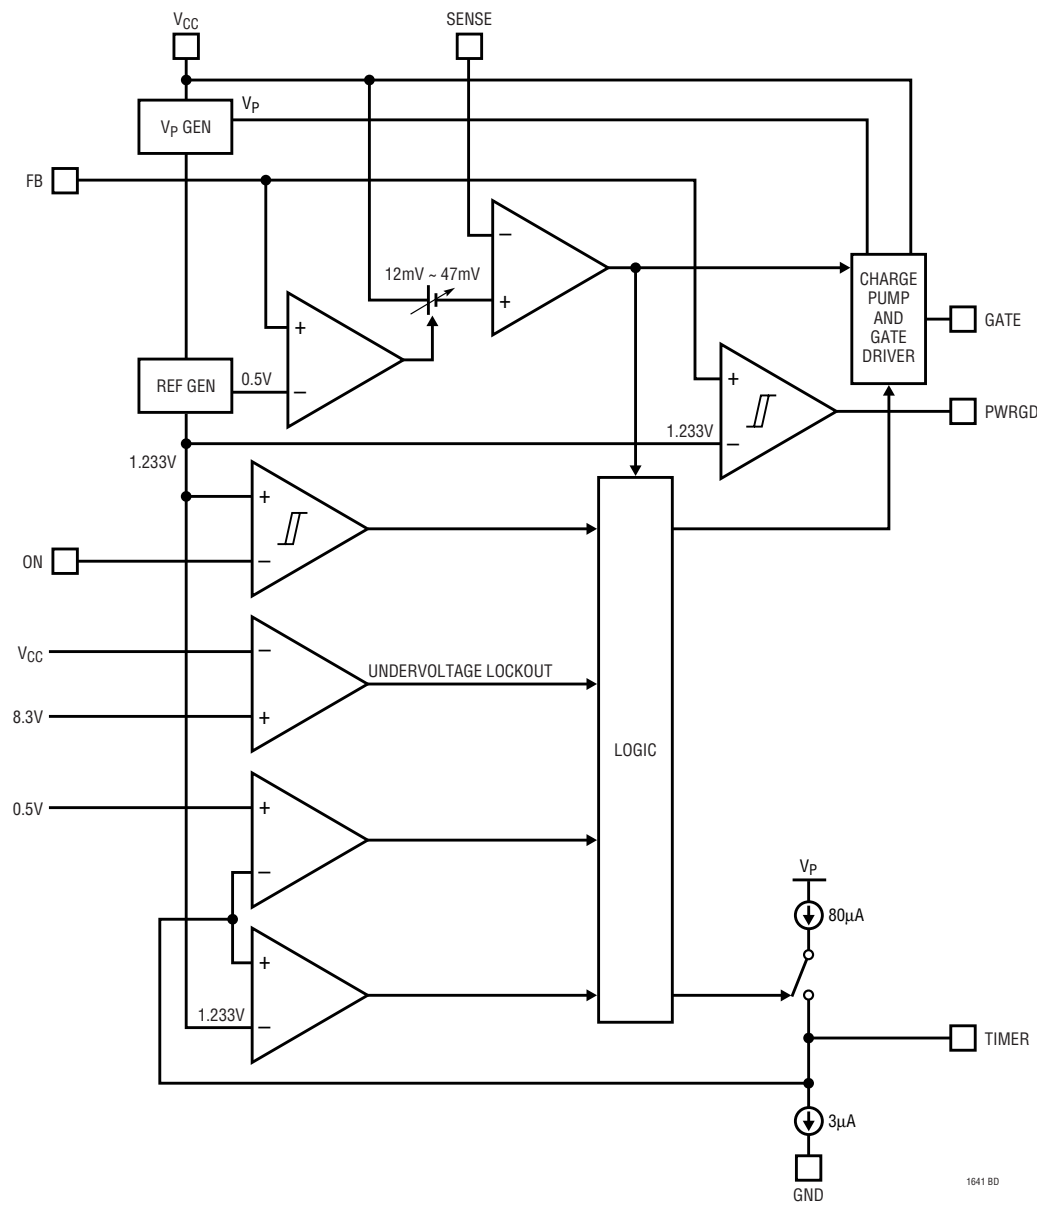 VCC
SENSE
VP
VP GEN
FB
12mV ~ 47mV
−
+
CHARGE
PUMP
AND
GATE
DRIVER
GATE
+
−
REF GEN
0.5V
+
−
PWRGD
1.233V
1.233V
+
−
ON
VCC
−
UNDERVOLTAGE LOCKOUT
8.3V
+
LOGIC
0.5V
+
−
VP
80µA
+
1.233V
−
TIMER
3µA
GND
1641 BD